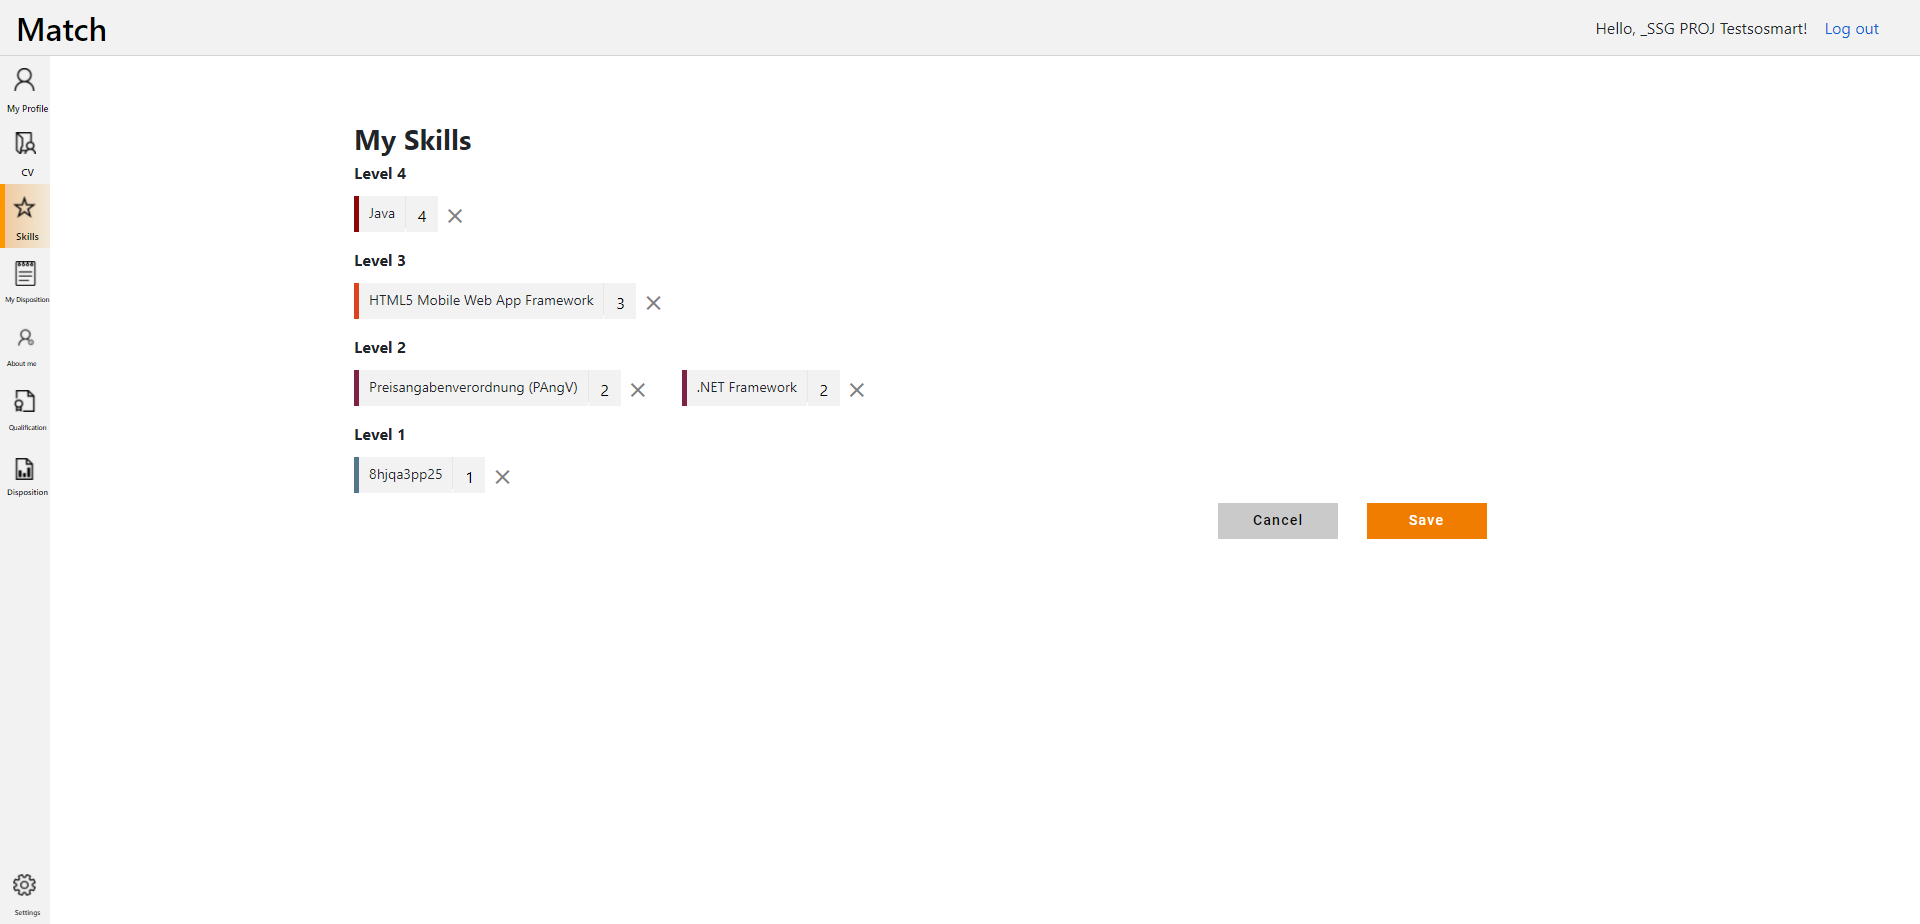 Match
Hello, _SSG PROJ Testsosmart! Log out
My Profile
CV
Skills
My Disposition
About me
Qualification
Disposition
Settings
My Skills
Level 4
Java 4
Level 3
HTML5 Mobile Web App Framework 3
Level 2
Preisangabenverordnung (PAngV) 2 .NET Framework 2
Level 1
8hjqa3pp25 1
Cancel Save